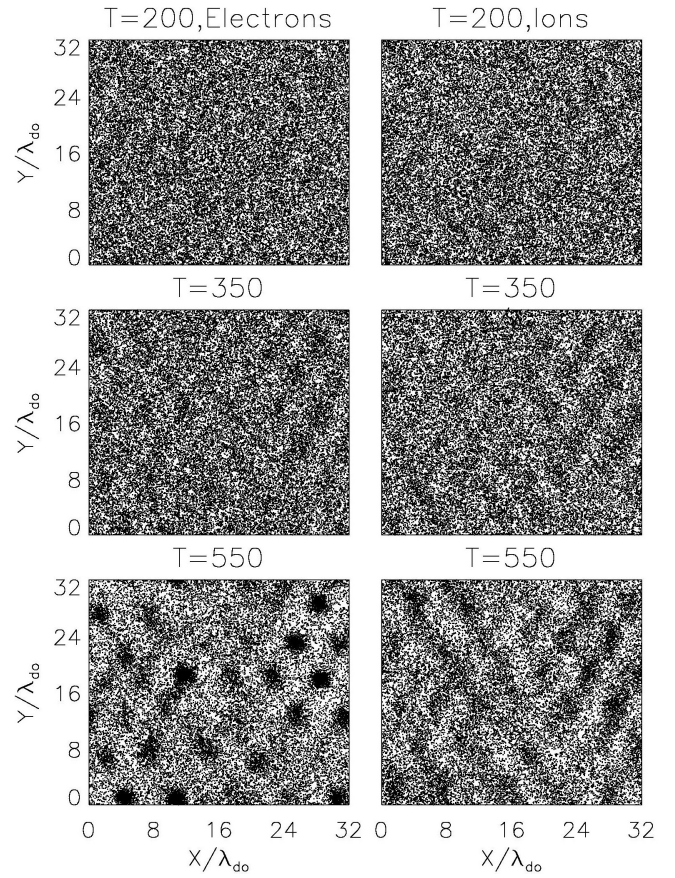 T=200,Electrons T=200,Ions
32
24
Y/λdo
16
8
0
T=350 T=350
32
24
Y/λdo
16
8
0
T=550 T=550
32
24
Y/λdo
16
8
0
0 8 16 24 32 0 8 16 24 32
X/λdo X/λdo